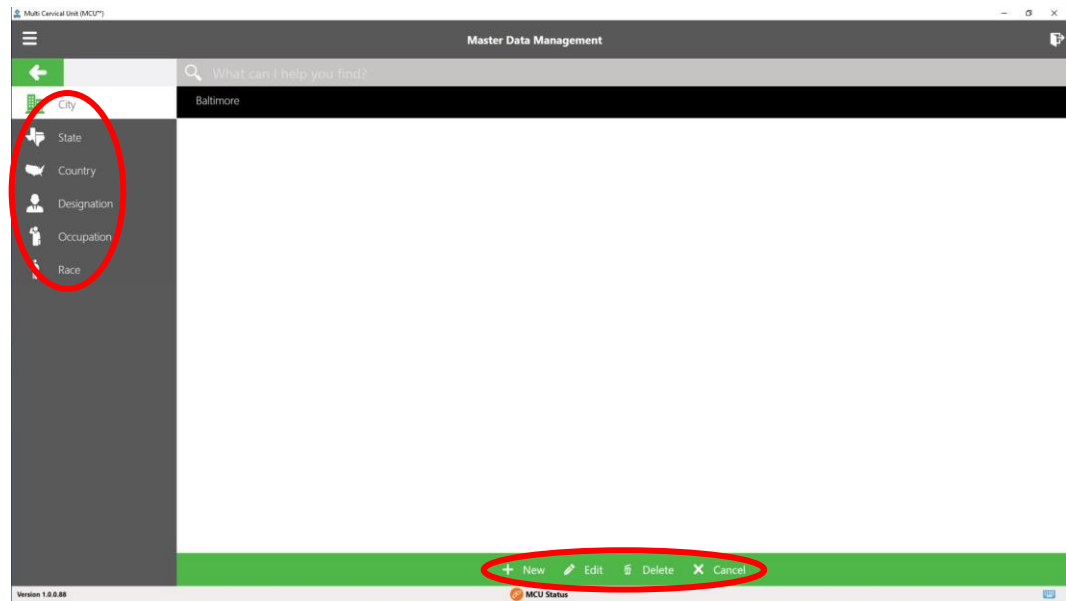 Multi Cervical Unit (MCU™)
Master Data Management
What can I help you find?
City
Baltimore
State
Country
Designation
Occupation
Race
New Edit Delete Cancel
Version 1.0.0.88
MCU Status